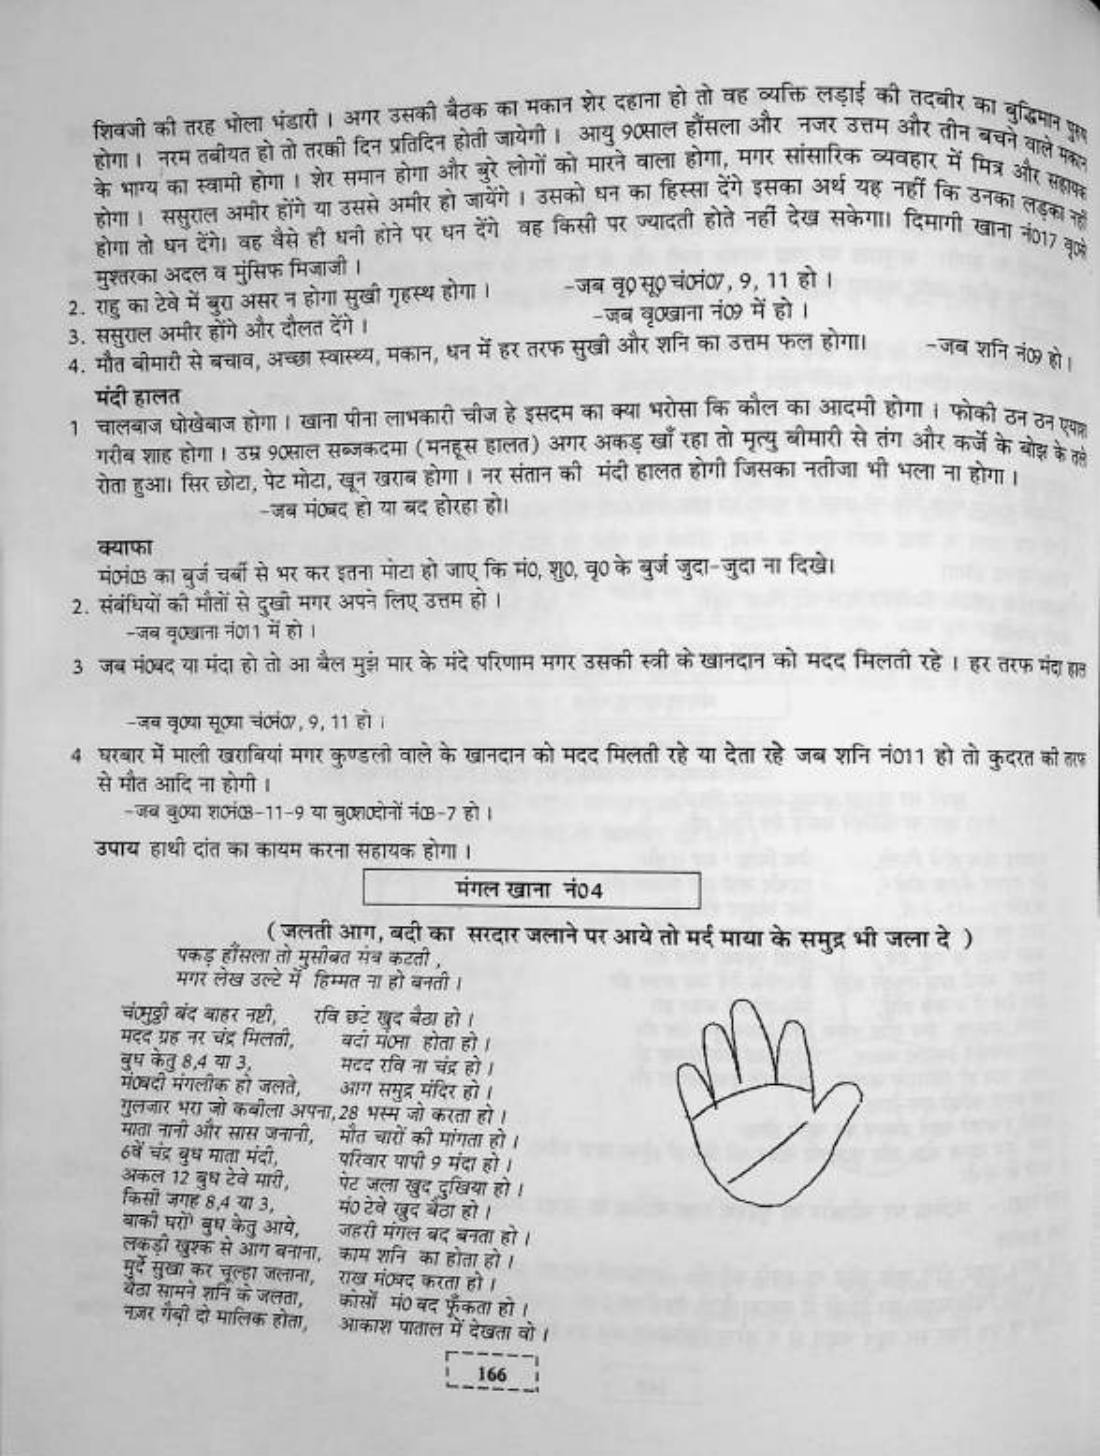 शिवजी की तरह भोला भंडारी । अगर उसकी बैठक का मकान शेर दहाना हो तो वह व्यक्ति लड़ाई की तदबीर का बुद्धिमान पुरुष
होगा । नरम तबीयत हो तो तरक्की दिन प्रतिदिन होती जायेगी । आयु 90साल हौंसला और नजर उत्तम और तीन बचने वाले मकान
के भाग्य का स्वामी होगा । शेर समान होगा और बुरे लोगों को मारने वाला होगा, मगर सांसारिक व्यवहार में मित्र और सहायक
होगा । ससुराल अमीर होंगे या उससे अमीर हो जायेंगे । उसको धन का हिस्सा देंगे इसका अर्थ यह नहीं कि उनका लड़का नहीं
होगा तो धन देंगे। वह वैसे ही धनी होने पर धन देंगे वह किसी पर ज्यादती होते नहीं देख सकेगा। दिमागी खाना नं017 वृ0से
मुश्तरका अदल व मुंसिफ मिजाजी ।
2. राहु का टेवे में बुरा असर न होगा सुखी गृहस्थ होगा । -जब वृ0 सू0 चं0नं07, 9, 11 हो ।
3. ससुराल अमीर होंगे और दौलत देंगे । -जब वृ0खाना नं09 में हो ।
4. मौत बीमारी से बचाव, अच्छा स्वास्थ्य, मकान, धन में हर तरफ सुखी और शनि का उत्तम फल होगा। -जब शनि नं09 हो ।
मंदी हालत
1 चालबाज घोखेबाज होगा । खाना पीना लाभकारी चीज हे इसदम का क्या भरोसा कि कौल का आदमी होगा । फोकी ठन ठन एयाश
गरीब शाह होगा । उम्र 90साल सब्जकदमा (मनहूस हालत) अगर अकड़ खाँ रहा तो मृत्यु बीमारी से तंग और कर्जे के बोझ के तले
रोता हुआ। सिर छोटा, पेट मोटा, खून खराब होगा । नर संतान की मंदी हालत होगी जिसका नतीजा भी भला ना होगा ।
-जब मं0बद हो या बद होरहा हो।
क्याफा
मं0नं03 का बुर्ज चर्बी से भर कर इतना मोटा हो जाए कि मं0, शु0, वृ0 के बुर्ज जुदा-जुदा ना दिखे।
2. संबंधियों की मौतों से दुखी मगर अपने लिए उत्तम हो ।
-जब वृ0खाना नं011 में हो ।
3 जब मं0बद या मंदा हो तो आ बैल मुझे मार के मंदे परिणाम मगर उसकी स्त्री के खानदान को मदद मिलती रहे । हर तरफ मंदा हाल
-जब वृ0या सू0या चं0नं07, 9, 11 हो ।
4 घरबार में माली खराबियां मगर कुण्डली वाले के खानदान को मदद मिलती रहे या देता रहे जब शनि नं011 हो तो कुदरत की तरफ
से मौत आदि ना होगी ।
-जब बु0या श0नं03-11-9 या बु0श0दोनों नं03-7 हो ।
उपाय हाथी दांत का कायम करना सहायक होगा ।
मंगल खाना नं04
( जलती आग, बदी का सरदार जलाने पर आये तो मर्द माया के समुद्र भी जला दे )
पकड़ हौंसला तो मुसीबत सब कटती ,
मगर लेख उल्टे में हिम्मत ना हो बनती ।
चं0मुठ्ठी बंद बाहर नष्टी, रवि छटे खुद बैठा हो ।
मदद ग्रह नर चंद्र मिलती, बदी मं0ना होता हो ।
बुध केतु 8,4 या 3, मदद रवि ना चंद्र हो ।
मं0बदी मंगलीक हो जलते, आग समुद्र मंदिर हो ।
गुलजार भरा जो कबीला अपना, 28 भस्म जो करता हो ।
माता नानी और सास जनानी, मौत चारों की मांगता हो ।
6वें चंद्र बुध माता मंदी, परिवार पापी 9 मंदा हो ।
अकल 12 बुध टेवे मारी, पेट जला खुद दुखिया हो ।
किसी जगह 8,4 या 3, मं0 टेवे खुद बैठा हो ।
बाकी घरों बुध केतु आये, जहरी मंगल बद बनता हो ।
लकड़ी खुश्क से आग बनाना, काम शनि का होता हो ।
मुर्दे सुखा कर चूल्हा जलाना, राख मं0बद करता हो ।
बैठा सामने शनि के जलता, कोसों मं0 बद फूँकता हो ।
नज़र गैबी दो मालिक होता, आकाश पाताल में देखता वो ।
166